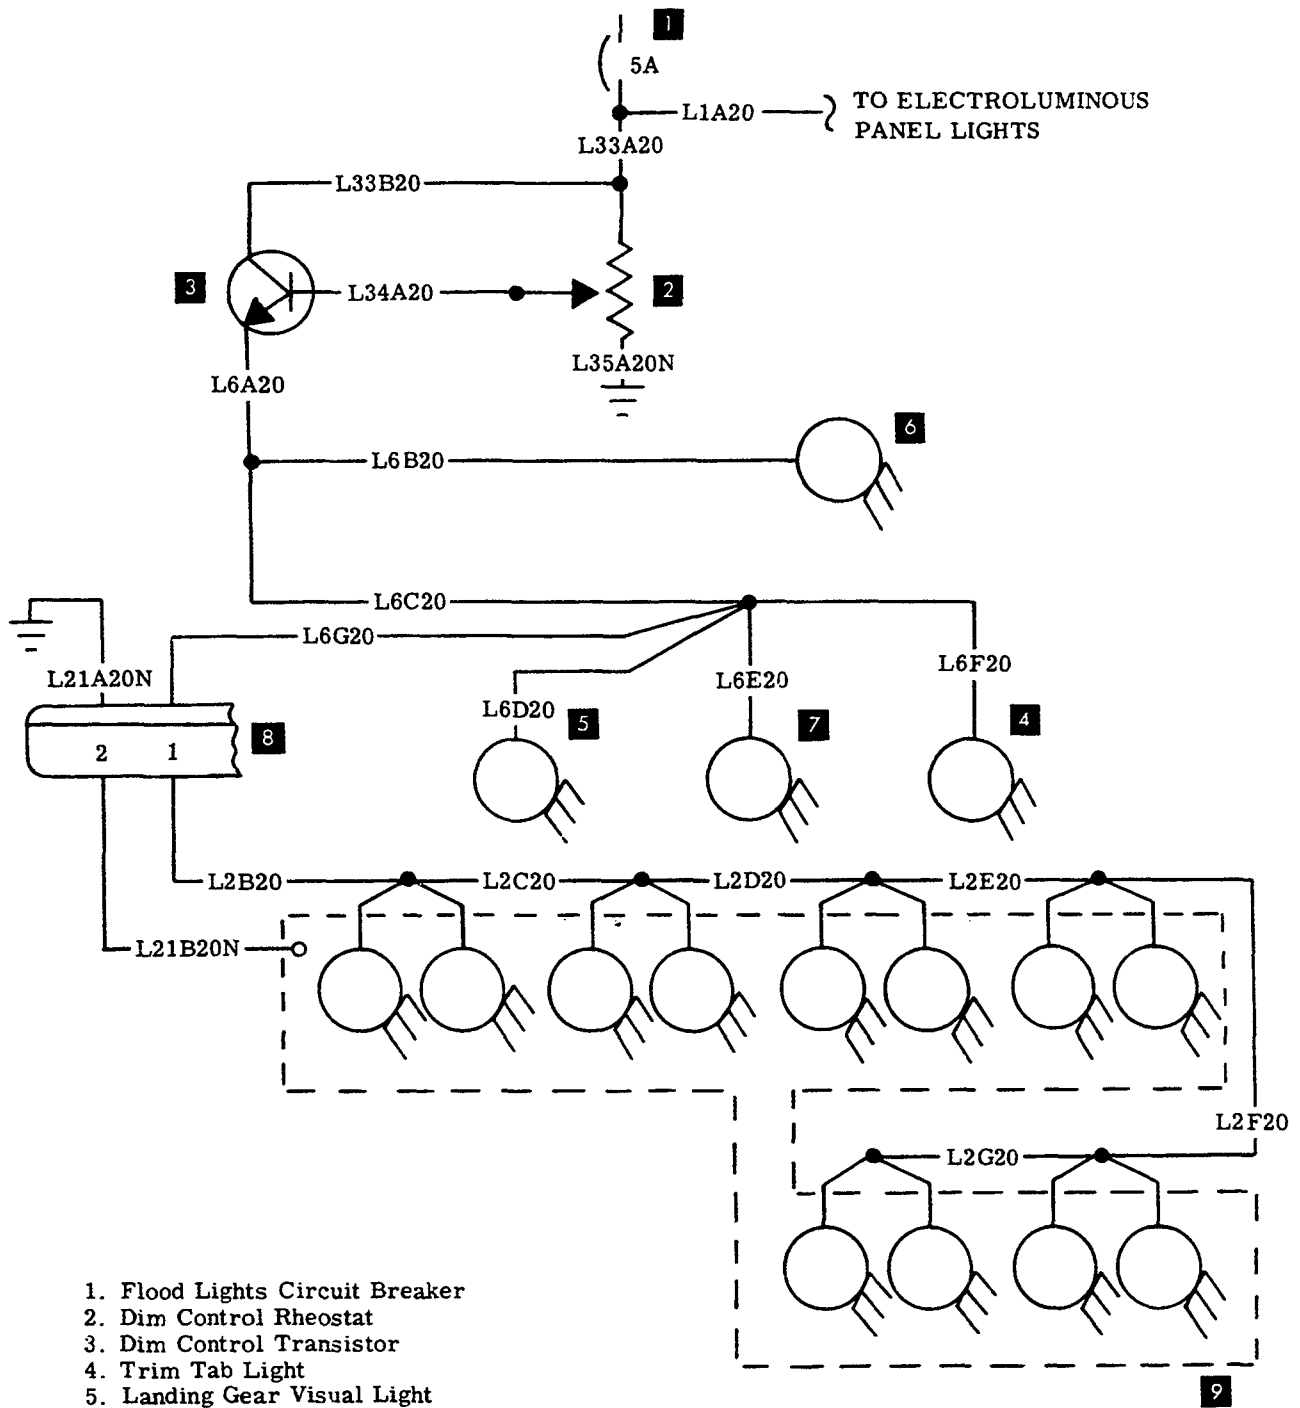 1
5A
L1A20
TO ELECTROLUMINOUS
PANEL LIGHTS
L33A20
L33B20
3
L34A20
2
L35A20N
L6A20
6
L6B20
L6C20
L6G20
L21A20N
L6D20
5
L6E20
7
L6F20
4
2 1
8
L2B20
L2C20
L2D20
L2E20
L21B20N
L2F20
L2G20
9
1. Flood Lights Circuit Breaker
2. Dim Control Rheostat
3. Dim Control Transistor
4. Trim Tab Light
5. Landing Gear Visual Light